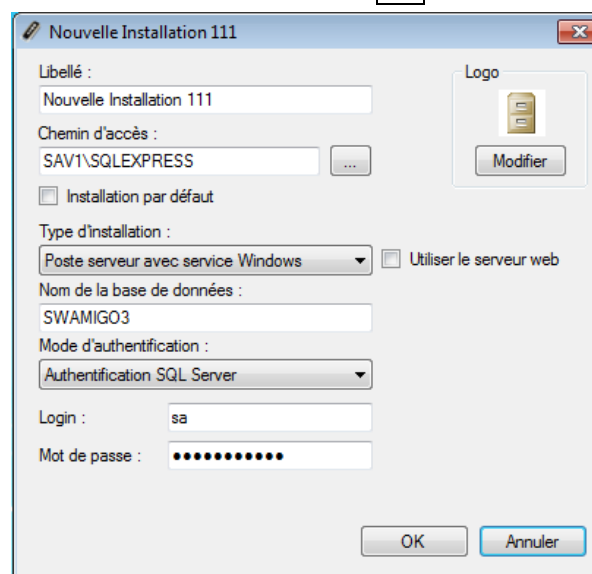 Nouvelle Installation 111
Libellé :
Nouvelle Installation 111
Logo
Modifier
Chemin d'accès :
SAV1\SQLEXPRESS
...
Installation par défaut
Type d'installation :
Poste serveur avec service Windows
Utiliser le serveur web
Nom de la base de données :
SWAMIGO3
Mode d'authentification :
Authentification SQL Server
Login :
sa
Mot de passe :
•••••••••••
OK
Annuler